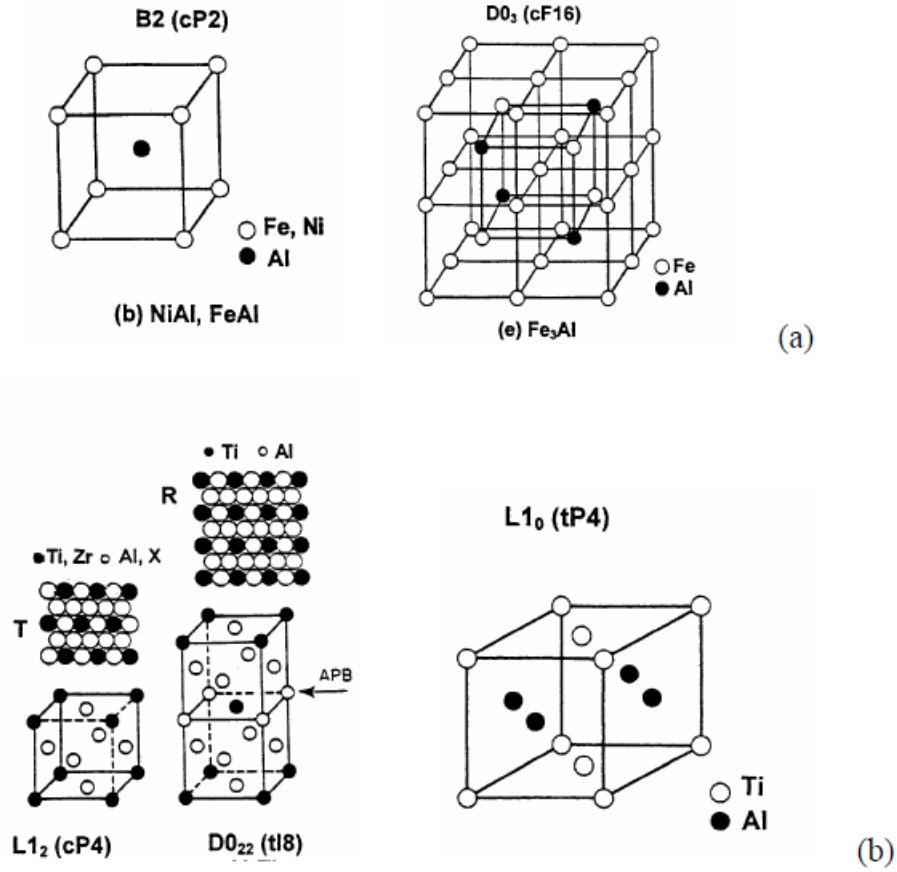 B2 (cP2)
Fe, Ni
Al
(b) NiAl, FeAl
D0₃ (cF16)
Fe
Al
(e) Fe₃Al
(a)
Ti Al
R
Ti, Zr Al, X
T
APB
L1₂ (cP4)
D0₂₂ (tI8)
L1₀ (tP4)
Ti
Al
(b)